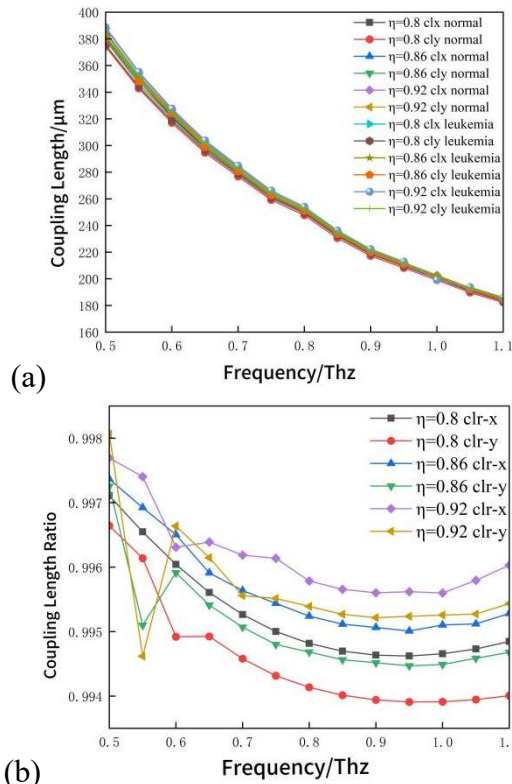 400
380
360
340
320
300
280
260
240
220
200
180
160
Coupling Length/μm
η=0.8 clx normal
η=0.8 cly normal
η=0.86 clx normal
η=0.86 cly normal
η=0.92 clx normal
η=0.92 cly normal
η=0.8 clx leukemia
η=0.8 cly leukemia
η=0.86 clx leukemia
η=0.86 cly leukemia
η=0.92 clx leukemia
η=0.92 cly leukemia
0.5 0.6 0.7 0.8 0.9 1.0 1.1
Frequency/Thz
(a)
0.998
0.997
0.996
0.995
0.994
Coupling Length Ratio
η=0.8 clr-x
η=0.8 clr-y
η=0.86 clr-x
η=0.86 clr-y
η=0.92 clr-x
η=0.92 clr-y
0.5 0.6 0.7 0.8 0.9 1.0 1.
Frequency/Thz
(b)